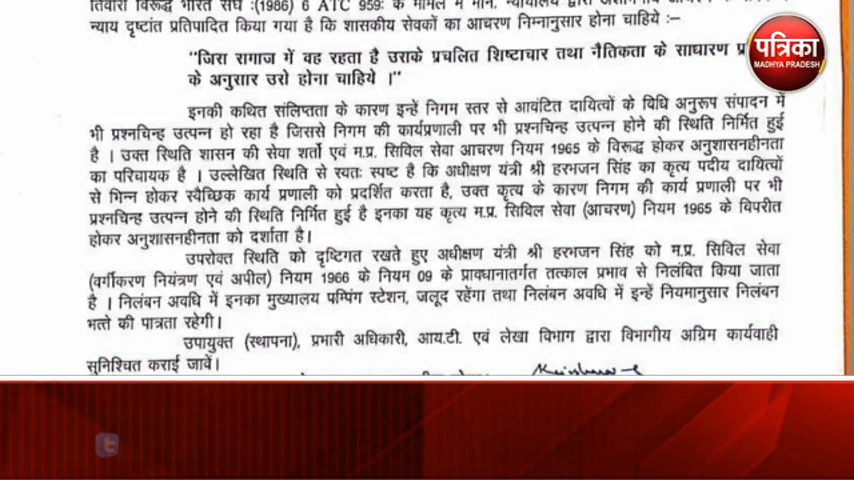 तिवारी विरूद्ध भारत संघ :(1986) 6 ATC 959: के मामले में मान. न्यायालय द्वारा
न्याय दृष्टांत प्रतिपादित किया गया है कि शासकीय सेवकों का आचरण निम्नानुसार होना चाहिये :–
"जिस समाज में वह रहता है उसके प्रचलित शिष्टाचार तथा नैतिकता के साधारण
के अनुसार उसे होना चाहिये ।"
इनकी कथित संलिप्तता के कारण इन्हें निगम स्तर से आवंटित दायित्वों के विधि अनुरूप संपादन में
भी प्रश्नचिन्ह उत्पन्न हो रहा है जिससे निगम की कार्यप्रणाली पर भी प्रश्नचिन्ह उत्पन्न होने की स्थिति निर्मित हुई
है । उक्त स्थिति शासन की सेवा शर्तो एवं म.प्र. सिविल सेवा आचरण नियम 1965 के विरूद्ध होकर अनुशासनहीनता
का परिचायक है । उल्लेखित स्थिति से स्वतः स्पष्ट है कि अधीक्षण यंत्री श्री हरभजन सिंह का कृत्य पदीय दायित्वों
से भिन्न होकर स्वैच्छिक कार्य प्रणाली को प्रदर्शित करता है, उक्त कृत्य के कारण निगम की कार्य प्रणाली पर भी
प्रश्नचिन्ह उत्पन्न होने की स्थिति निर्मित हुई है इनका यह कृत्य म.प्र. सिविल सेवा (आचरण) नियम 1965 के विपरीत
होकर अनुशासनहीनता को दर्शाता है।
उपरोक्त स्थिति को दृष्टिगत रखते हुए अधीक्षण यंत्री श्री हरभजन सिंह को म.प्र. सिविल सेवा
(वर्गीकरण नियंत्रण एवं अपील) नियम 1966 के नियम 09 के प्रावधानातर्गत तत्काल प्रभाव से निलंबित किया जाता
है । निलंबन अवधि में इनका मुख्यालय पम्पिंग स्टेशन, जलूद रहेंगा तथा निलंबन अवधि में इन्हें नियमानुसार निलंबन
भत्ते की पात्रता रहेगी।
उपायुक्त (स्थापना), प्रभारी अधिकारी, आय.टी. एवं लेखा विभाग द्वारा विभागीय अग्रिम कार्यवाही
सुनिश्चित कराई जावें।
पत्रिका
MADHYA PRADESH